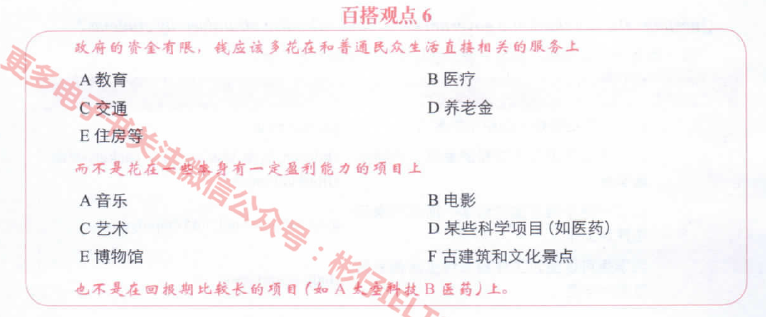 百搭观点6
政府的资金有限，钱应该多花在和普通民众生活直接相关的服务上
A 教育 B 医疗
C 交通 D 养老金
E 住房等
而不是花在一些本身有一定盈利能力的项目上
A 音乐 B 电影
C 艺术 D 某些科学项目（如医药）
E 博物馆 F 古建筑和文化景点
也不是在回报期比较长的项目（如 A 太空科技 B 医药）上。
更多电子书关注微信公众号：彬仔IELT